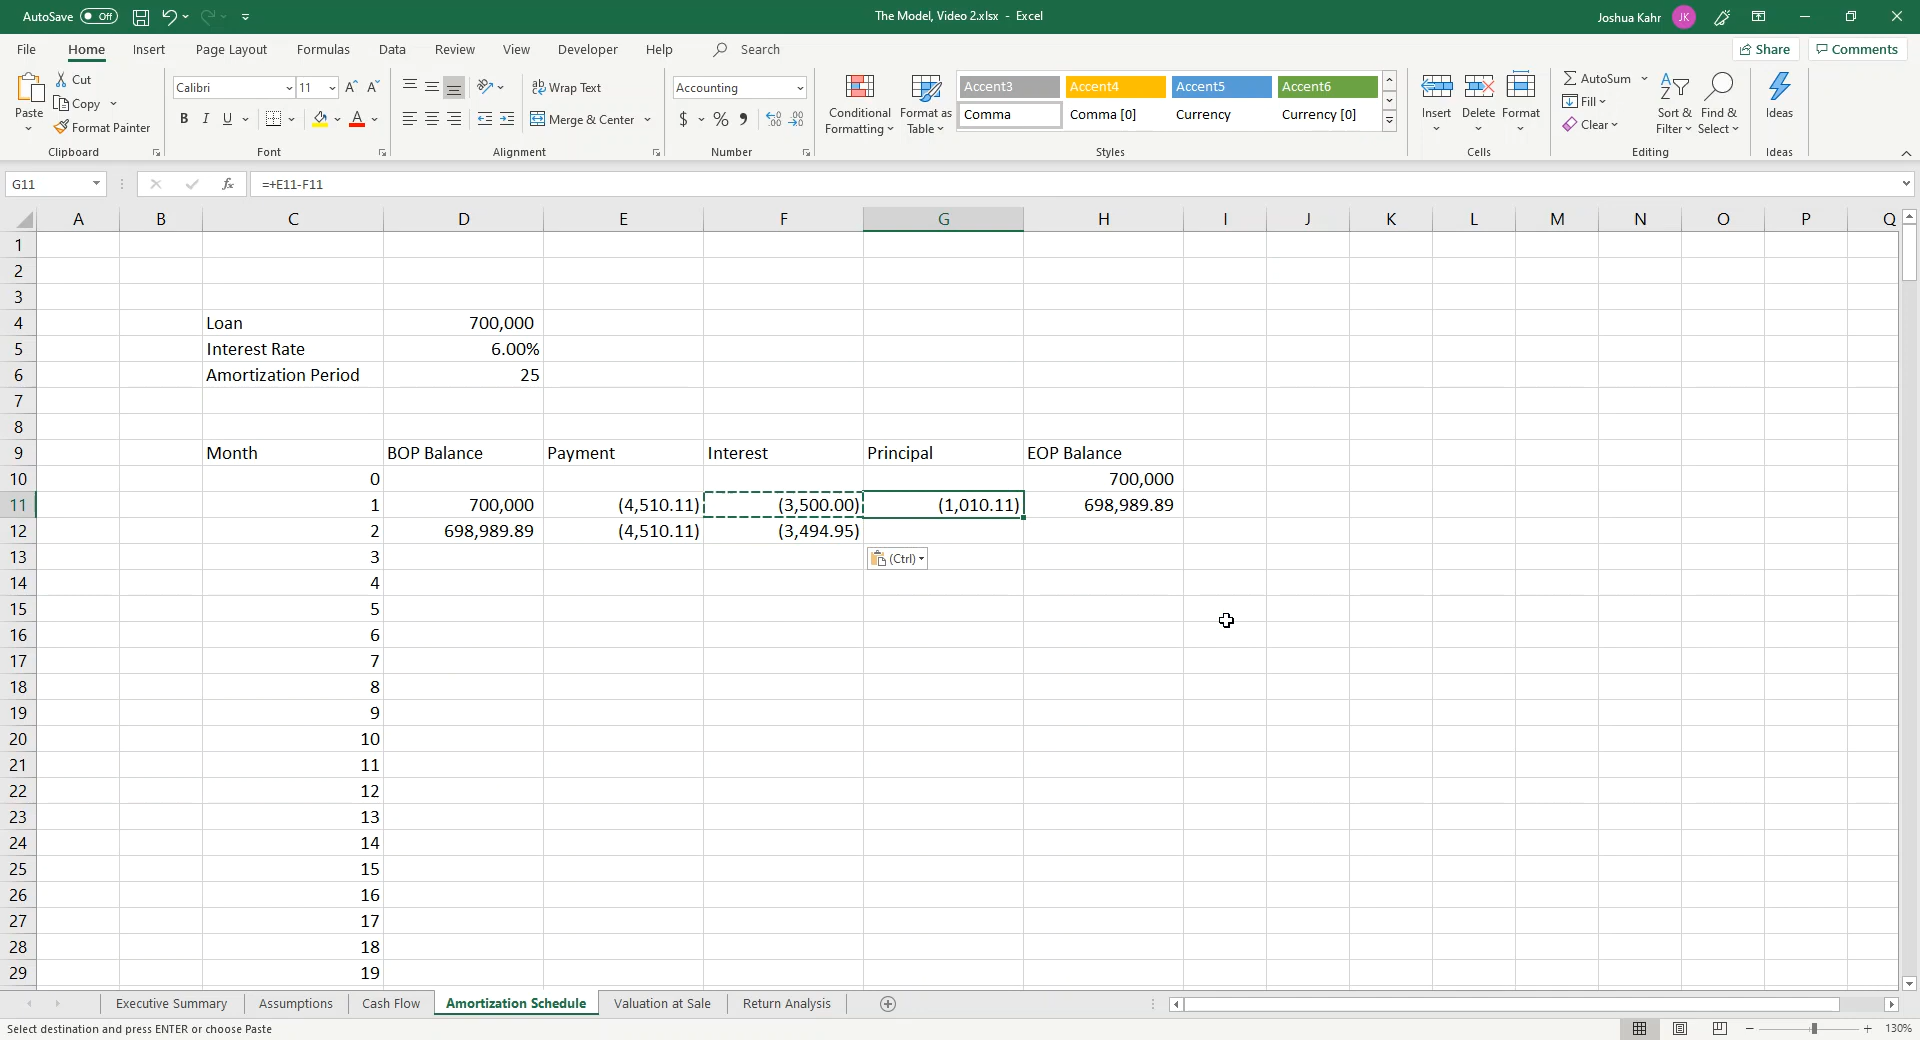 AutoSave Off The Model, Video 2.xlsx - Excel Joshua Kahr JK
File Home Insert Page Layout Formulas Data Review View Developer Help Search Share Comments
Paste Cut Copy Format Painter Clipboard
Calibri 11 A A B I U A Font
Wrap Text Merge & Center Alignment
Accounting $ % Number
Conditional Formatting Format as Table Accent3 Accent4 Accent5 Accent6
Comma Comma [0] Currency Currency [0] Styles
Insert Delete Format Cells
AutoSum Fill Clear Sort & Filter Find & Select Editing
Ideas Ideas
G11 fx =+E11-F11
A B C D E F G H I J K L M N O P Q
1
2
3
4 Loan 700,000
5 Interest Rate 6.00%
6 Amortization Period 25
7
8
9 Month BOP Balance Payment Interest Principal EOP Balance
10 0 700,000
11 1 700,000 (4,510.11) (3,500.00) (1,010.11) 698,989.89
12 2 698,989.89 (4,510.11) (3,494.95)
13 3 (Ctrl)
14 4
15 5
16 6
17 7
18 8
19 9
20 10
21 11
22 12
23 13
24 14
25 15
26 16
27 17
28 18
29 19
Executive Summary Assumptions Cash Flow Amortization Schedule Valuation at Sale Return Analysis
Select destination and press ENTER or choose Paste 130%